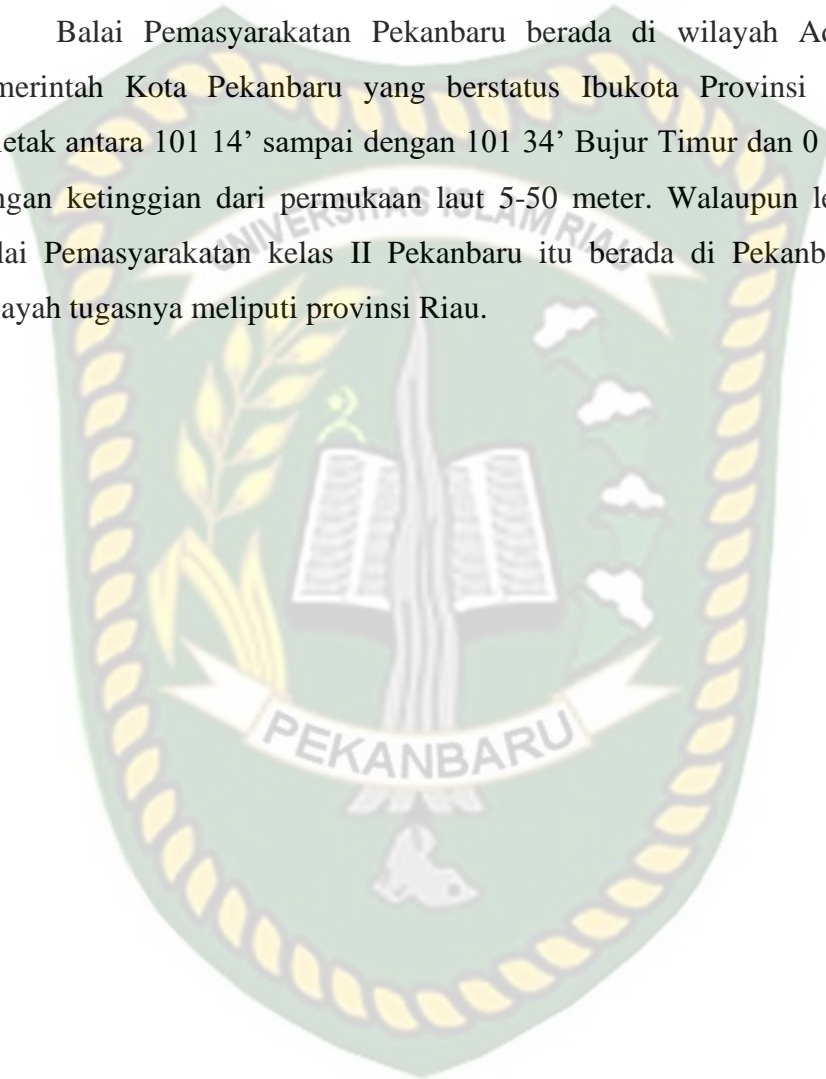 Balai Pemasyarakatan Pekanbaru berada di wilayah
merintah Kota Pekanbaru yang berstatus Ibukota Provinsi
etak antara 101 14’ sampai dengan 101 34’ Bujur Timur dan 0
ngan ketinggian dari permukaan laut 5-50 meter. Walaupun
lai Pemasyarakatan kelas II Pekanbaru itu berada di
ayah tugasnya meliputi provinsi Riau.
UNIVERSITAS ISLAM RIAU
PEKANBARU